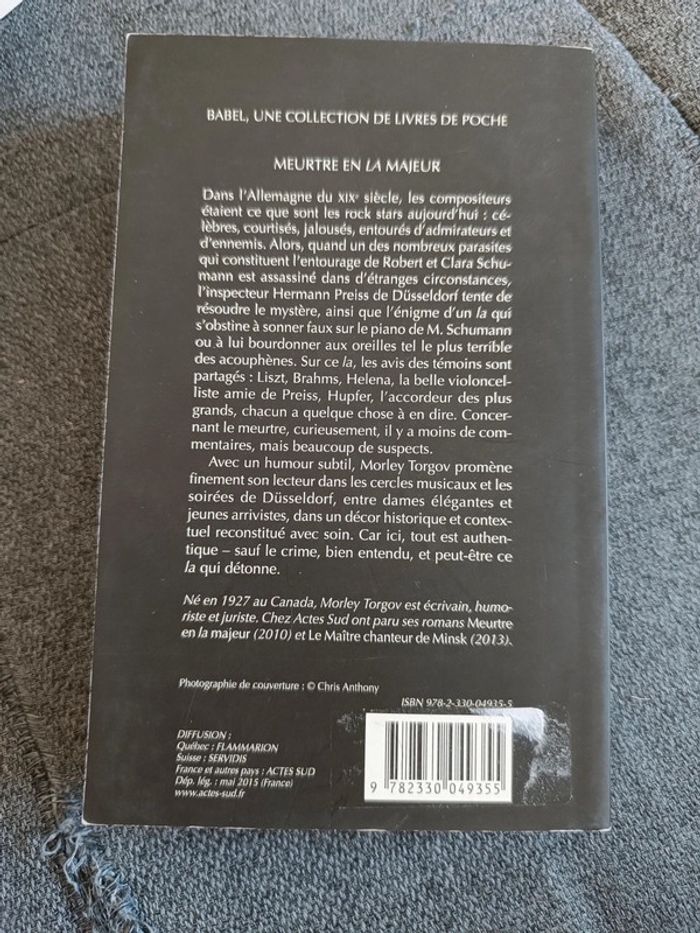 BABEL, UNE COLLECTION DE LIVRES DE POCHE
MEURTRE EN LA MAJEUR
Dans l'Allemagne du XIXe siècle, les compositeurs
étaient ce que sont les rock stars aujourd'hui : cé-
lèbres, courtisés, jalousés, entourés d'admirateurs et
d'ennemis. Alors, quand un des nombreux parasites
qui constituent l'entourage de Robert et Clara Schu-
mann est assassiné dans d'étranges circonstances,
l'inspecteur Hermann Preiss de Düsseldorf tente de
résoudre le mystère, ainsi que l'énigme d'un la qui
s'obstine à sonner faux sur le piano de M. Schumann
ou à lui bourdonner aux oreilles tel le plus terrible
des acouphènes. Sur ce la, les avis des témoins sont
partagés : Liszt, Brahms, Helena, la belle violoncel-
liste amie de Preiss, Hupfer, l'accordeur des plus
grands, chacun a quelque chose à en dire. Concer-
nant le meurtre, curieusement, il y a moins de com-
mentaires, mais beaucoup de suspects.
Avec un humour subtil, Morley Torgov promène
finement son lecteur dans les cercles musicaux et les
soirées de Düsseldorf, entre dames élégantes et
jeunes arrivistes, dans un décor historique et contex-
tuel reconstitué avec soin. Car ici, tout est authen-
tique – sauf le crime, bien entendu, et peut-être ce
la qui détonne.
Né en 1927 au Canada, Morley Torgov est écrivain, humo-
riste et juriste. Chez Actes Sud ont paru ses romans Meurtre
en la majeur (2010) et Le Maître chanteur de Minsk (2013).
Photographie de couverture : © Chris Anthony
ISBN 978-2-330-04935-5
DIFFUSION :
Québec : FLAMMARION
Suisse : SERVIDIS
France et autres pays : ACTES SUD
Dép. lég. : mai 2015 (France)
www.actes-sud.fr
9 782330 049355